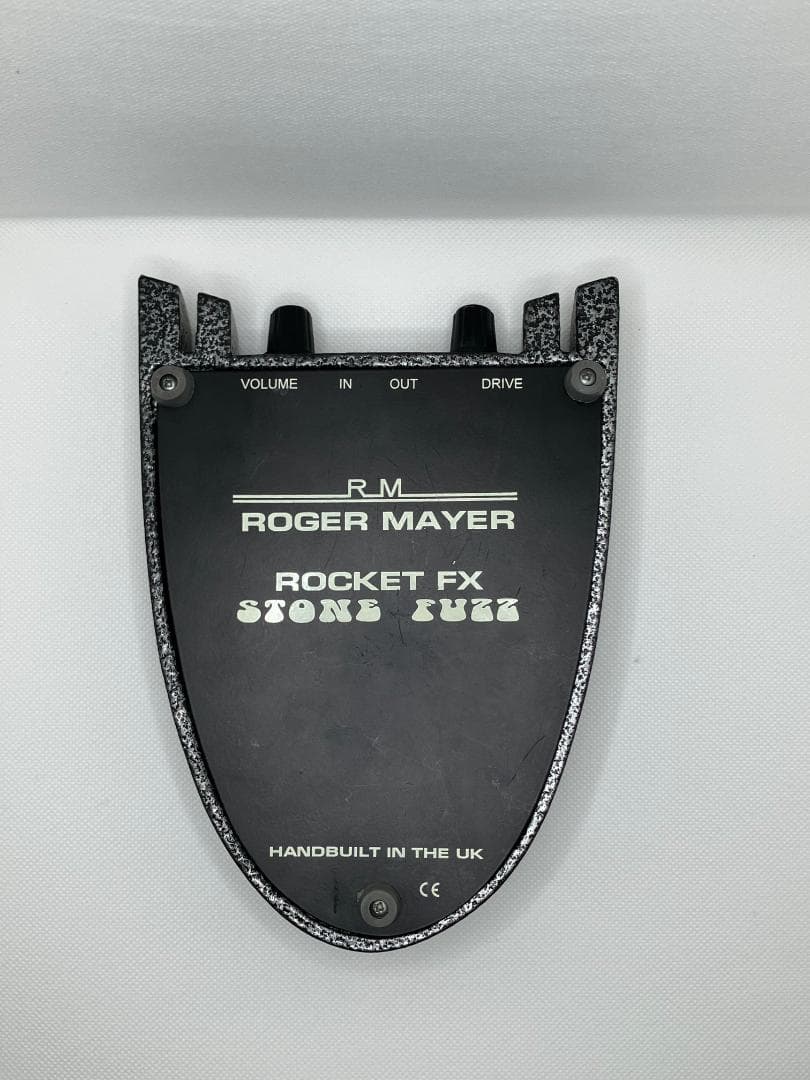 VOLUME IN OUT DRIVE
RM
ROGER MAYER
ROCKET FX
STONE FUZZ
HANDBUILT IN THE UK
CE